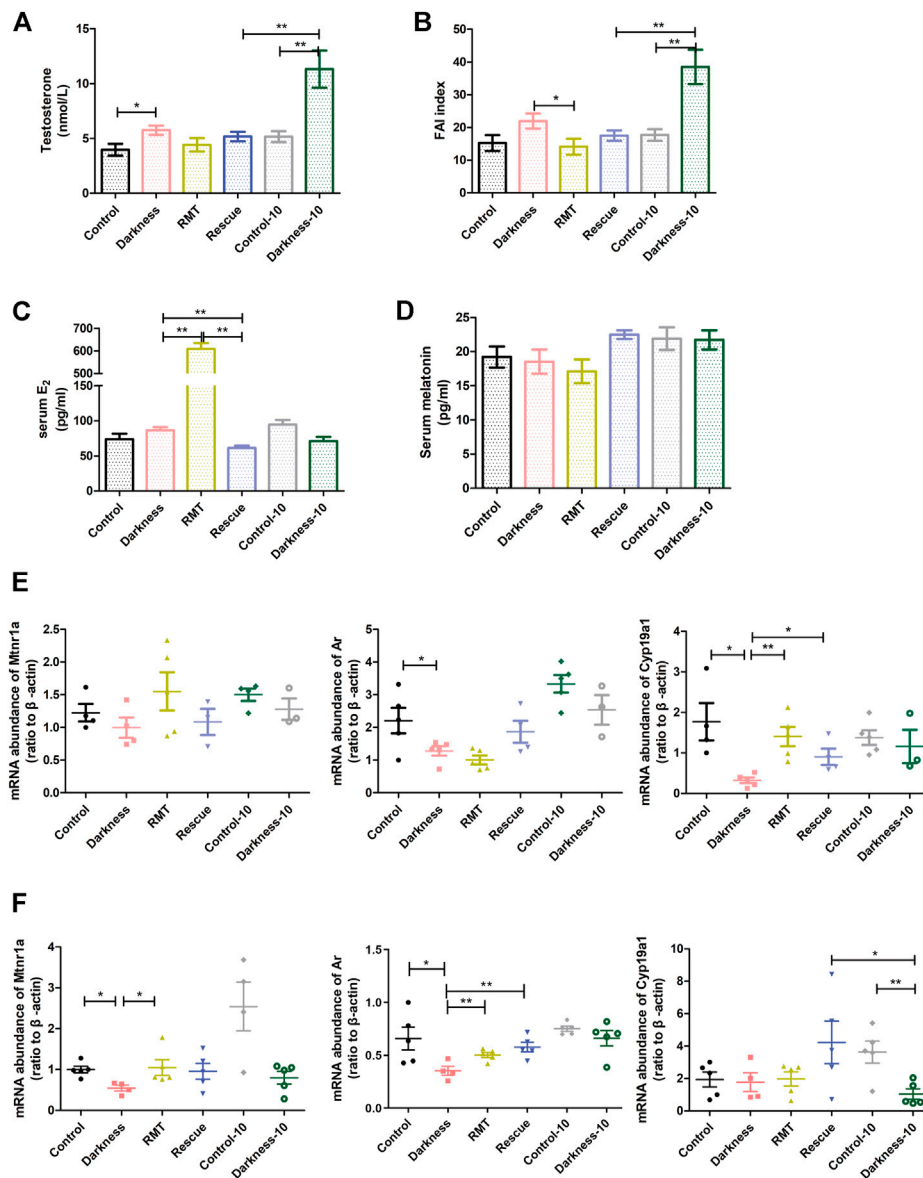 A
Testosterone
(nmol/L)
15
10
5
0
*
**
**
Control
Darkness
RMT
Rescue
Control-10
Darkness-10
B
FAI index
50
40
30
20
10
0
*
**
**
Control
Darkness
RMT
Rescue
Control-10
Darkness-10
C
serum E2
(pg/ml)
700
600
500
150
100
50
0
**
** **
Control
Darkness
RMT
Rescue
Control-10
Darkness-10
D
Serum melatonin
(pg/ml)
25
20
15
10
5
0
Control
Darkness
RMT
Rescue
Control-10
Darkness-10
E
mRNA abundance of Mtnr1a
(ratio to β -actin)
2.5
2.0
1.5
1.0
0.5
0.0
Control
Darkness
RMT
Rescue
Control-10
Darkness-10
mRNA abundance of Ar
(ratio to β -actin)
5
4
3
2
1
0
*
Control
Darkness
RMT
Rescue
Control-10
Darkness-10
mRNA abundance of Cyp19a1
(ratio to β -actin)
4
3
2
1
0
*
* **
Control
Dakrness
RMT
Rescue
Control-10
Darkness-10
F
mRNA abundance of Mtnr1a
(ratio to β -actin)
4
3
2
1
0
* *
Control
Darkness
RMT
Rescue
Control-10
Darkness-10
mRNA abundance of Ar
(ratio to β -actin)
1.5
1.0
0.5
0.0
* **
**
Control
Darkness
RMT
Rescue
Control-10
Darkness-10
mRNA abundance of Cyp19a1
(ratio to β -actin)
10
8
6
4
2
0
*
**
Control
Darkness
RMT
Rescue
Control-10
Darkness-10